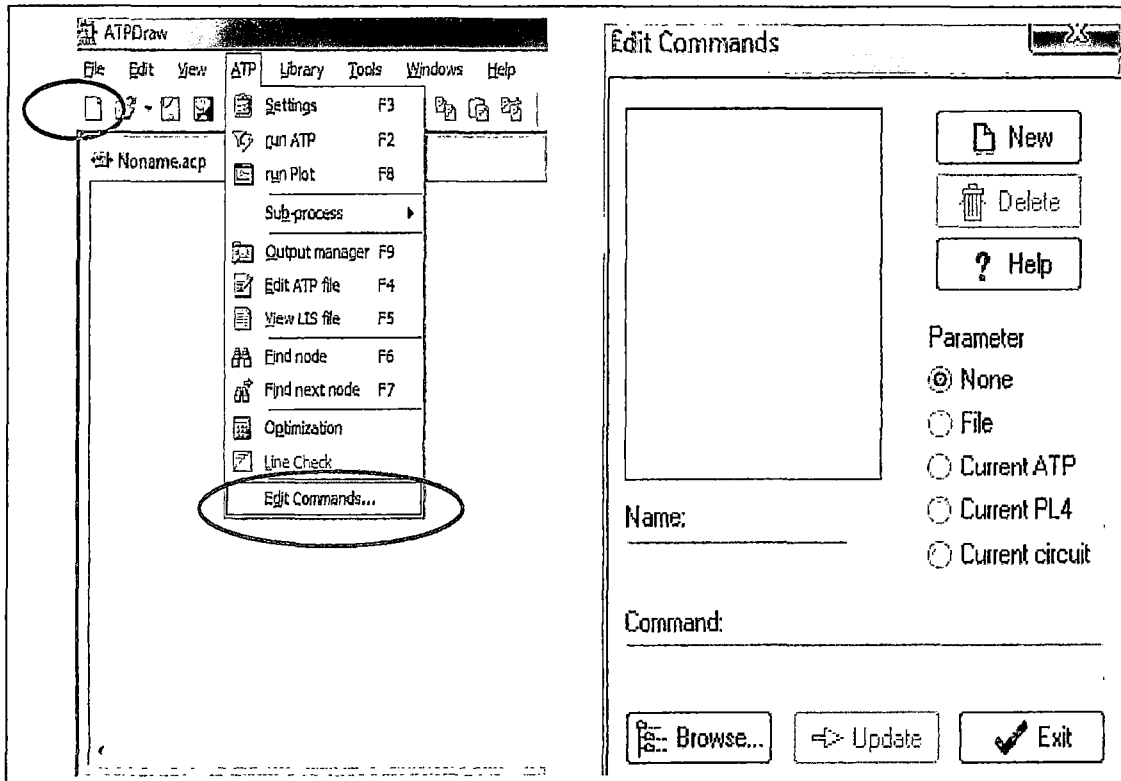 ATPDraw
File Edit View ATP Library Tools Windows Help
Settings F3
run ATP F2
run Plot F8
Sub-process
Output manager F9
Edit ATP file F4
View LIS file F5
Find node F6
Find next node F7
Optimization
Line Check
Edit Commands...
Noname.acp
Edit Commands
X
New
Delete
? Help
Parameter
None
File
Current ATP
Current PL4
Current circuit
Name:
Command:
Browse...
Update
Exit